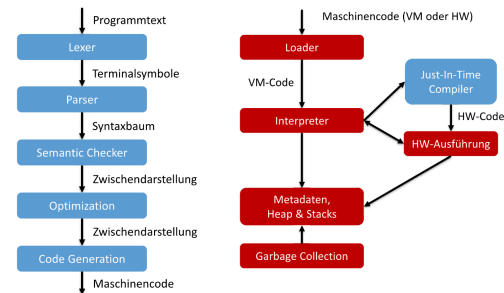 Programmtext
Lexer
Terminalsymbole
Parser
Syntaxbaum
Semantic Checker
Zwischendarstellung
Optimization
Zwischendarstellung
Code Generation
Maschinencode
Maschinencode (VM oder HW)
Loader
VM-Code
Just-In-Time
Compiler
HW-Code
Interpreter
HW-Ausführung
Metadaten,
Heap & Stacks
Garbage Collection